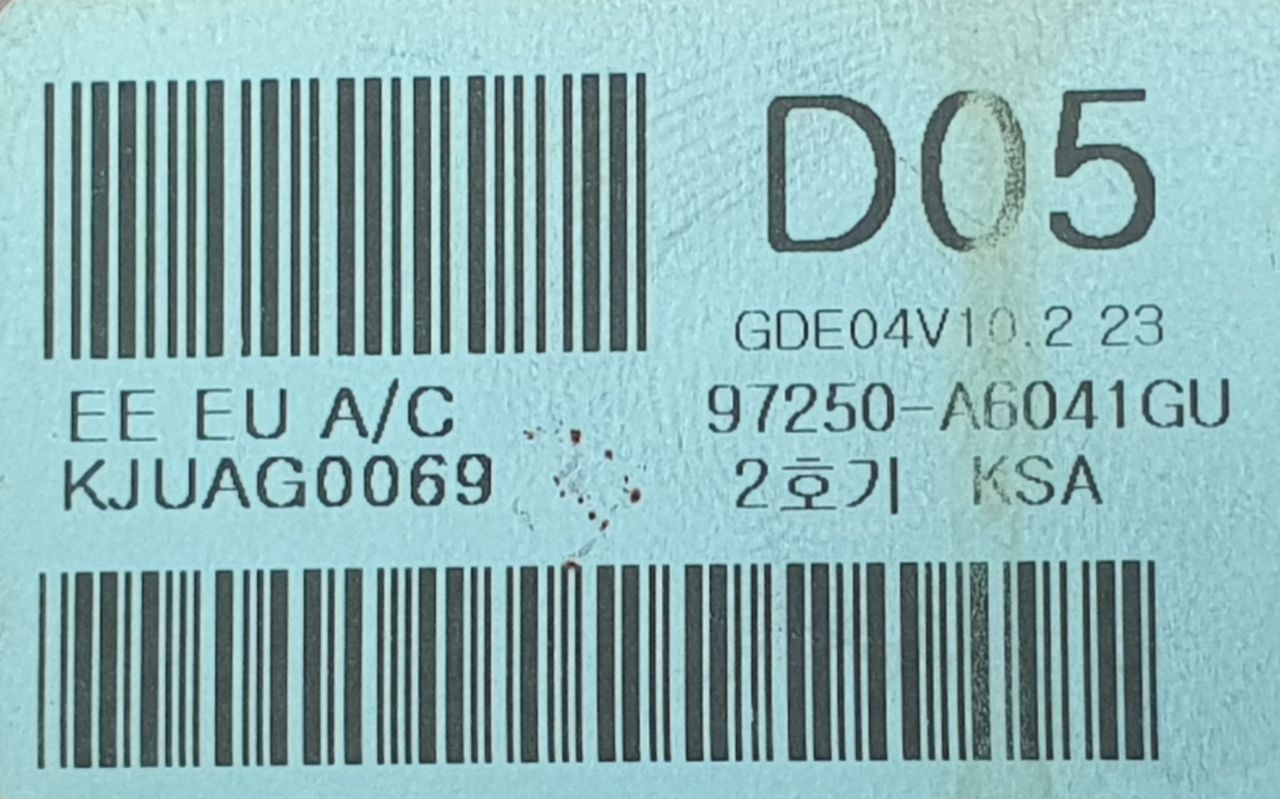 D05
GDE04V10.2 23
EE EU A/C 97250-A6041GU
KJUAG0069 2호기 KSA